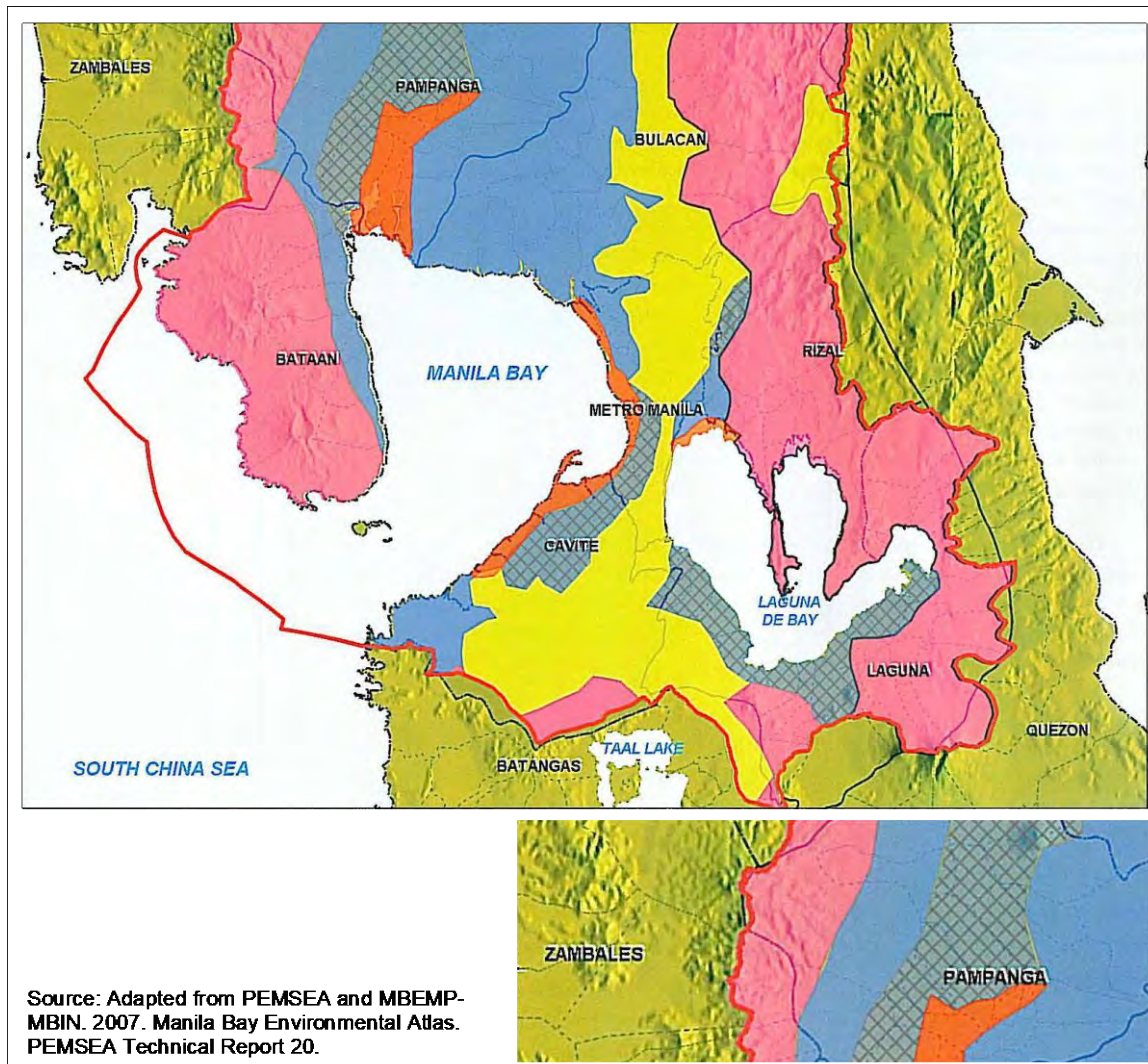 ZAMBALES
PAMPANGA
BULACAN
BATAAN
MANILA BAY
RIZAL
METRO MANILA
CAVITE
LAGUNA
DE BAY
LAGUNA
QUEZON
TAAL LAKE
BATANGAS
SOUTH CHINA SEA
ZAMBALES
PAMPANGA
Source: Adapted from PEMSEA and MBEMP-
MBIN. 2007. Manila Bay Environmental Atlas.
PEMSEA Technical Report 20.